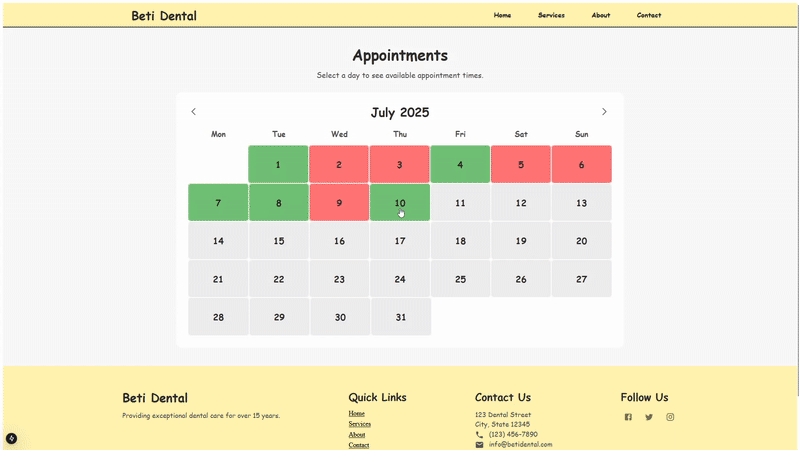 Beti Dental
Home Services About Contact
Appointments
Select a day to see available appointment times.
July 2025
Mon Tue Wed Thu Fri Sat Sun
1 2 3 4 5 6
7 8 9 10 11 12 13
14 15 16 17 18 19 20
21 22 23 24 25 26 27
28 29 30 31
Beti Dental
Providing exceptional dental care for over 15 years.
Quick Links
Home
Services
About
Contact
Contact Us
123 Dental Street
City, State 12345
(123) 456-7890
info@betidental.com
Follow Us